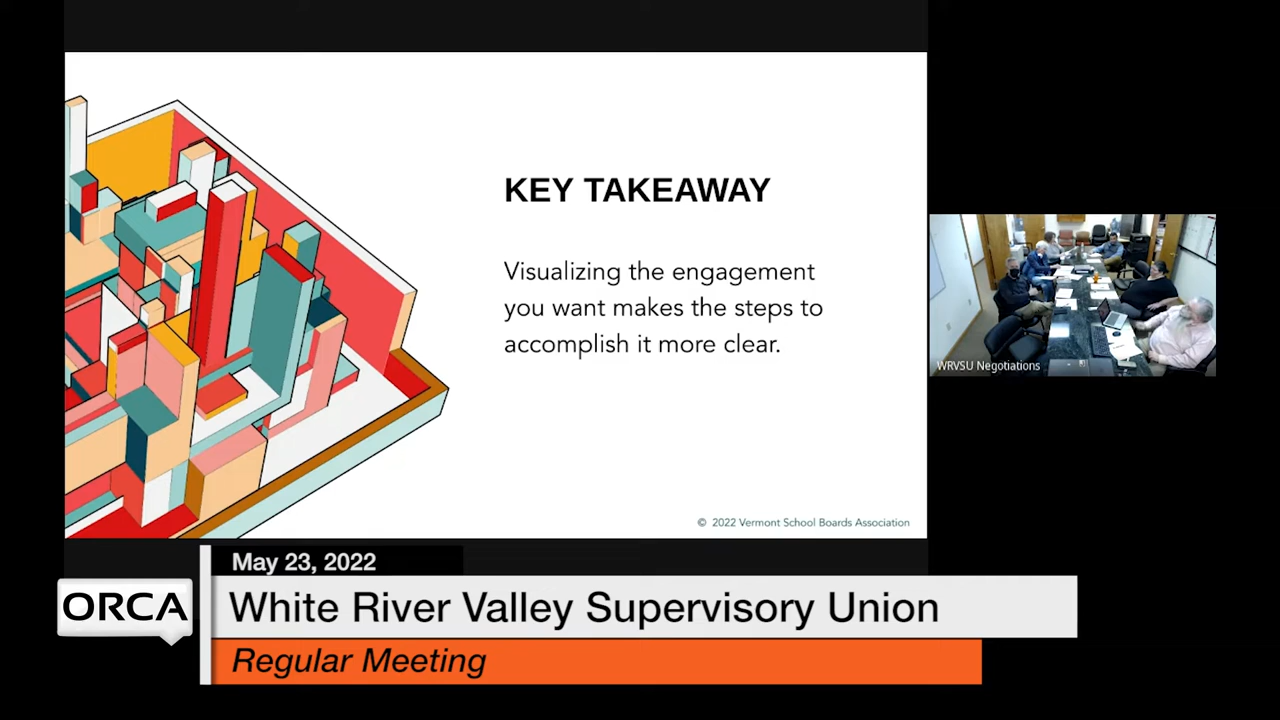 KEY TAKEAWAY
Visualizing the engagement
you want makes the steps to
accomplish it more clear.
© 2022 Vermont School Boards Association
WRVSU Negotiations
May 23, 2022
ORCA
White River Valley Supervisory Union
Regular Meeting